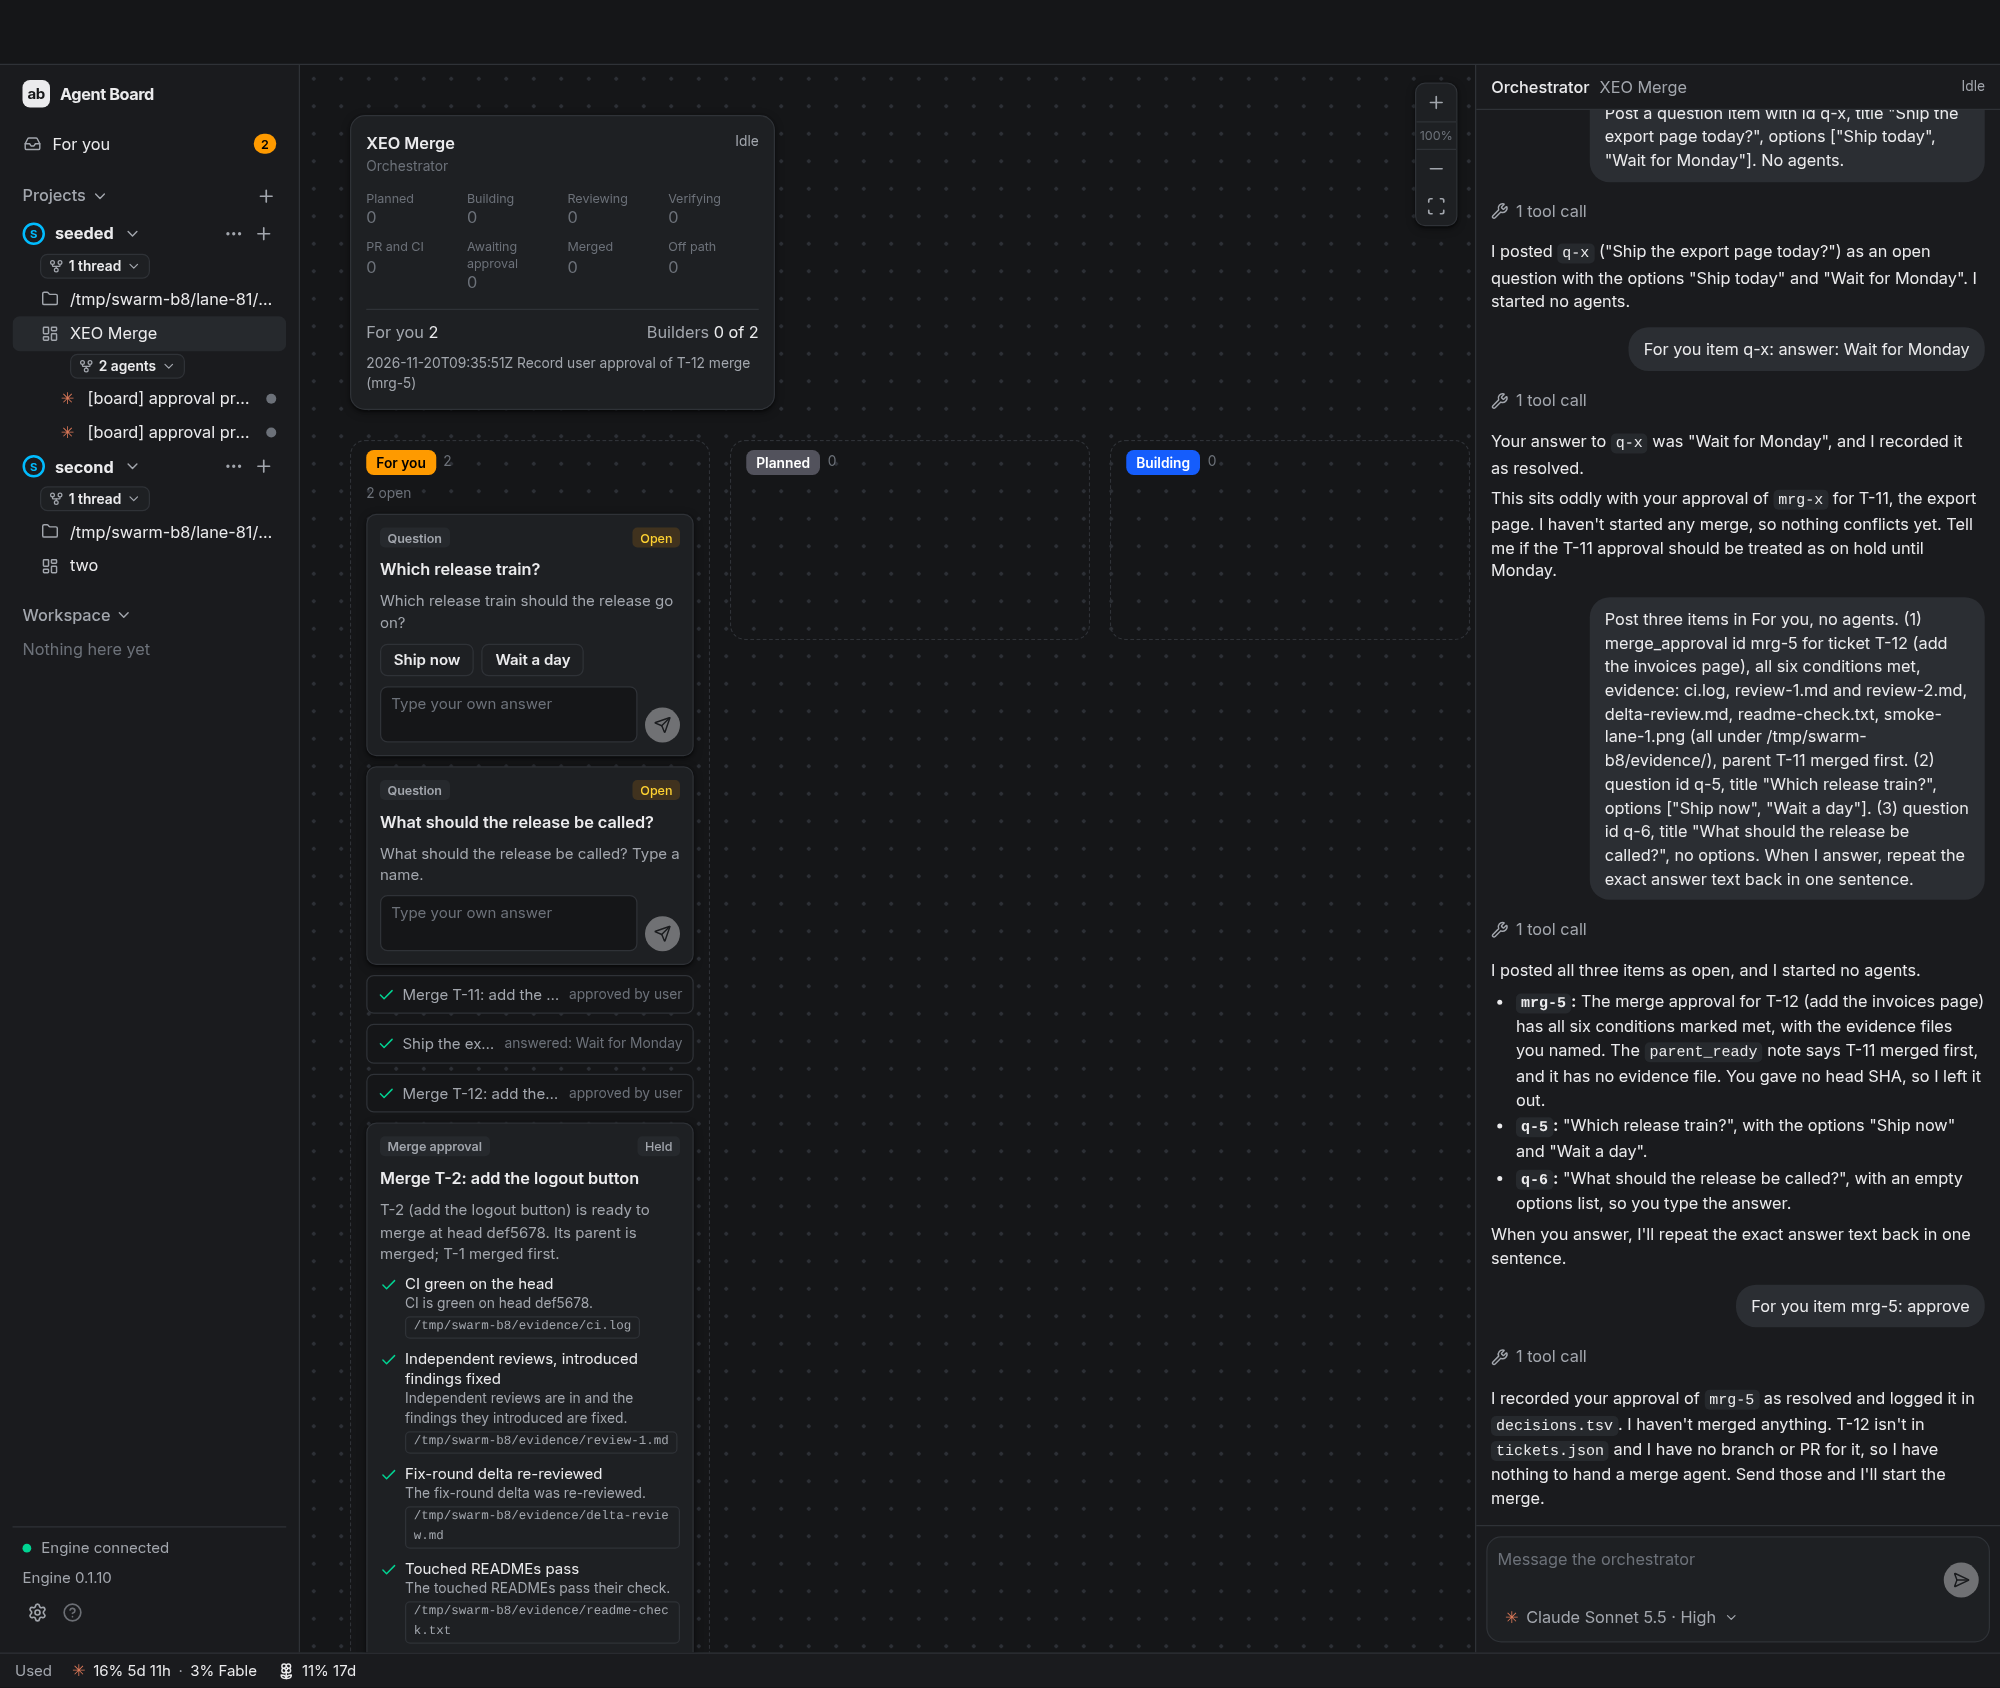 ab Agent Board
For you 2
Projects
S seeded
1 thread
/tmp/swarm-b8/lane-81/...
XEO Merge
2 agents
[board] approval pr...
[board] approval pr...
S second
1 thread
/tmp/swarm-b8/lane-81/...
two
Workspace
Nothing here yet
Engine connected
Engine 0.1.10
XEO Merge Idle
Orchestrator
Planned Building Reviewing Verifying
0 0 0 0
PR and CI Awaiting approval Merged Off path
0 0 0 0
For you 2 Builders 0 of 2
2026-11-20T09:35:51Z Record user approval of T-12 merge
(mrg-5)
100%
For you 2
2 open
Question Open
Which release train?
Which release train should the release go
on?
Ship now Wait a day
Type your own answer
Question Open
What should the release be called?
What should the release be called? Type a
name.
Type your own answer
Merge T-11: add the ... approved by user
Ship the ex... answered: Wait for Monday
Merge T-12: add the... approved by user
Merge approval Held
Merge T-2: add the logout button
T-2 (add the logout button) is ready to
merge at head def5678. Its parent is
merged; T-1 merged first.
CI green on the head
CI is green on head def5678.
/tmp/swarm-b8/evidence/ci.log
Independent reviews, introduced
findings fixed
Independent reviews are in and the
findings they introduced are fixed.
/tmp/swarm-b8/evidence/review-1.md
Fix-round delta re-reviewed
The fix-round delta was re-reviewed.
/tmp/swarm-b8/evidence/delta-revie
w.md
Touched READMEs pass
The touched READMEs pass their check.
/tmp/swarm-b8/evidence/readme-chec
k.txt
Planned 0
Building 0
Orchestrator XEO Merge Idle
Post a question item with id q-x, title "Ship the
export page today?", options ["Ship today",
"Wait for Monday"]. No agents.
1 tool call
I posted q-x ("Ship the export page today?") as an open
question with the options "Ship today" and "Wait for Monday". I
started no agents.
For you item q-x: answer: Wait for Monday
1 tool call
Your answer to q-x was "Wait for Monday", and I recorded it
as resolved.
This sits oddly with your approval of mrg-x for T-11, the export
page. I haven't started any merge, so nothing conflicts yet. Tell
me if the T-11 approval should be treated as on hold until
Monday.
Post three items in For you, no agents. (1)
merge_approval id mrg-5 for ticket T-12 (add
the invoices page), all six conditions met,
evidence: ci.log, review-1.md and review-2.md,
delta-review.md, readme-check.txt, smoke-
lane-1.png (all under /tmp/swarm-
b8/evidence/), parent T-11 merged first. (2)
question id q-5, title "Which release train?",
options ["Ship now", "Wait a day"]. (3) question
id q-6, title "What should the release be
called?", no options. When I answer, repeat the
exact answer text back in one sentence.
1 tool call
I posted all three items as open, and I started no agents.
• mrg-5: The merge approval for T-12 (add the invoices page)
has all six conditions marked met, with the evidence files
you named. The parent_ready note says T-11 merged first,
and it has no evidence file. You gave no head SHA, so I left it
out.
• q-5: "Which release train?", with the options "Ship now"
and "Wait a day".
• q-6: "What should the release be called?", with an empty
options list, so you type the answer.
When you answer, I'll repeat the exact answer text back in one
sentence.
For you item mrg-5: approve
1 tool call
I recorded your approval of mrg-5 as resolved and logged it in
decisions.tsv. I haven't merged anything. T-12 isn't in
tickets.json and I have no branch or PR for it, so I have
nothing to hand a merge agent. Send those and I'll start the
merge.
Message the orchestrator
Claude Sonnet 5.5 · High
Used 16% 5d 11h · 3% Fable 11% 17d